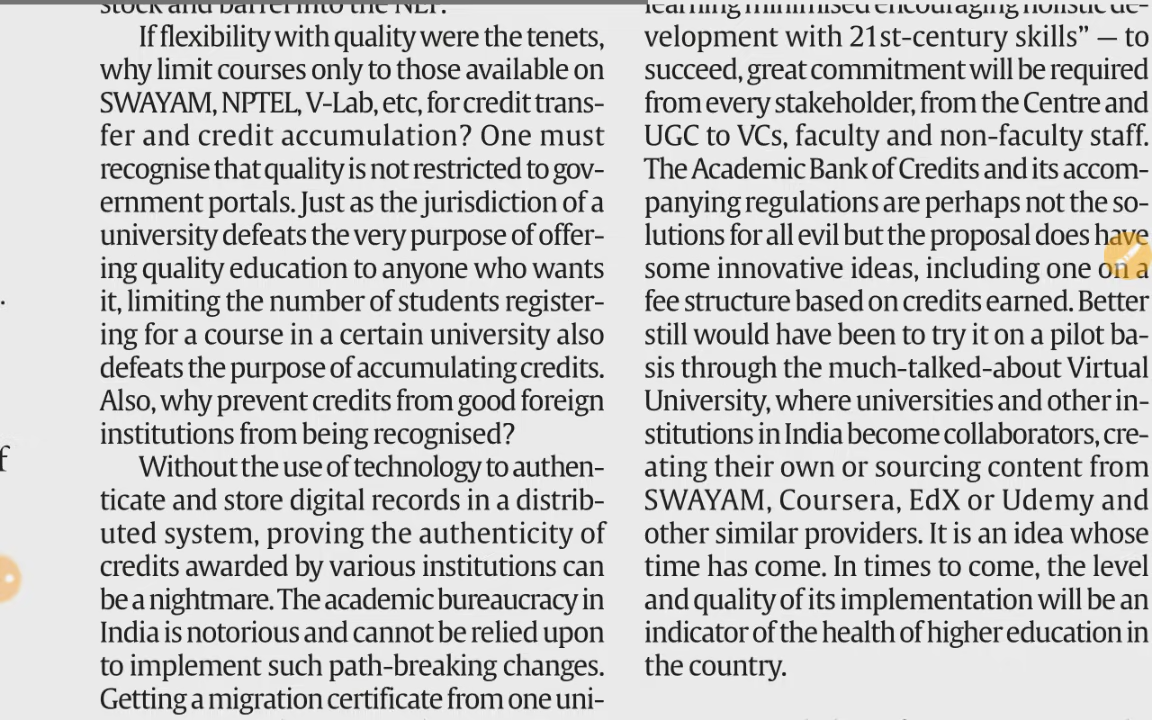 stock and barrel into the NEP.
If flexibility with quality were the tenets,
why limit courses only to those available on
SWAYAM, NPTEL, V-Lab, etc, for credit trans-
fer and credit accumulation? One must
recognise that quality is not restricted to gov-
ernment portals. Just as the jurisdiction of a
university defeats the very purpose of offer-
ing quality education to anyone who wants
it, limiting the number of students register-
ing for a course in a certain university also
defeats the purpose of accumulating credits.
Also, why prevent credits from good foreign
institutions from being recognised?
Without the use of technology to authen-
ticate and store digital records in a distrib-
uted system, proving the authenticity of
credits awarded by various institutions can
be a nightmare. The academic bureaucracy in
India is notorious and cannot be relied upon
to implement such path-breaking changes.
Getting a migration certificate from one uni-
learning minimised encouraging holistic de-
velopment with 21st-century skills” — to
succeed, great commitment will be required
from every stakeholder, from the Centre and
UGC to VCs, faculty and non-faculty staff.
The Academic Bank of Credits and its accom-
panying regulations are perhaps not the so-
lutions for all evil but the proposal does have
some innovative ideas, including one on a
fee structure based on credits earned. Better
still would have been to try it on a pilot ba-
sis through the much-talked-about Virtual
University, where universities and other in-
stitutions in India become collaborators, cre-
ating their own or sourcing content from
SWAYAM, Coursera, EdX or Udemy and
other similar providers. It is an idea whose
time has come. In times to come, the level
and quality of its implementation will be an
indicator of the health of higher education in
the country.